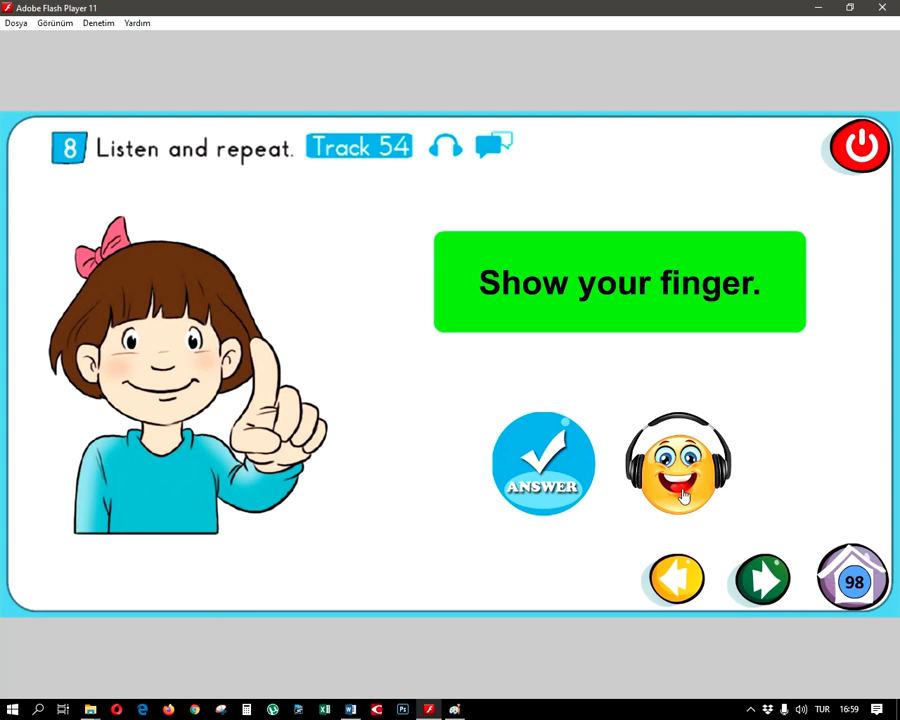 Adobe Flash Player 11
Dosya Görünüm Denetim Yardım
8 Listen and repeat. Track 54
Show your finger.
ANSWER
98
TUR 16:59